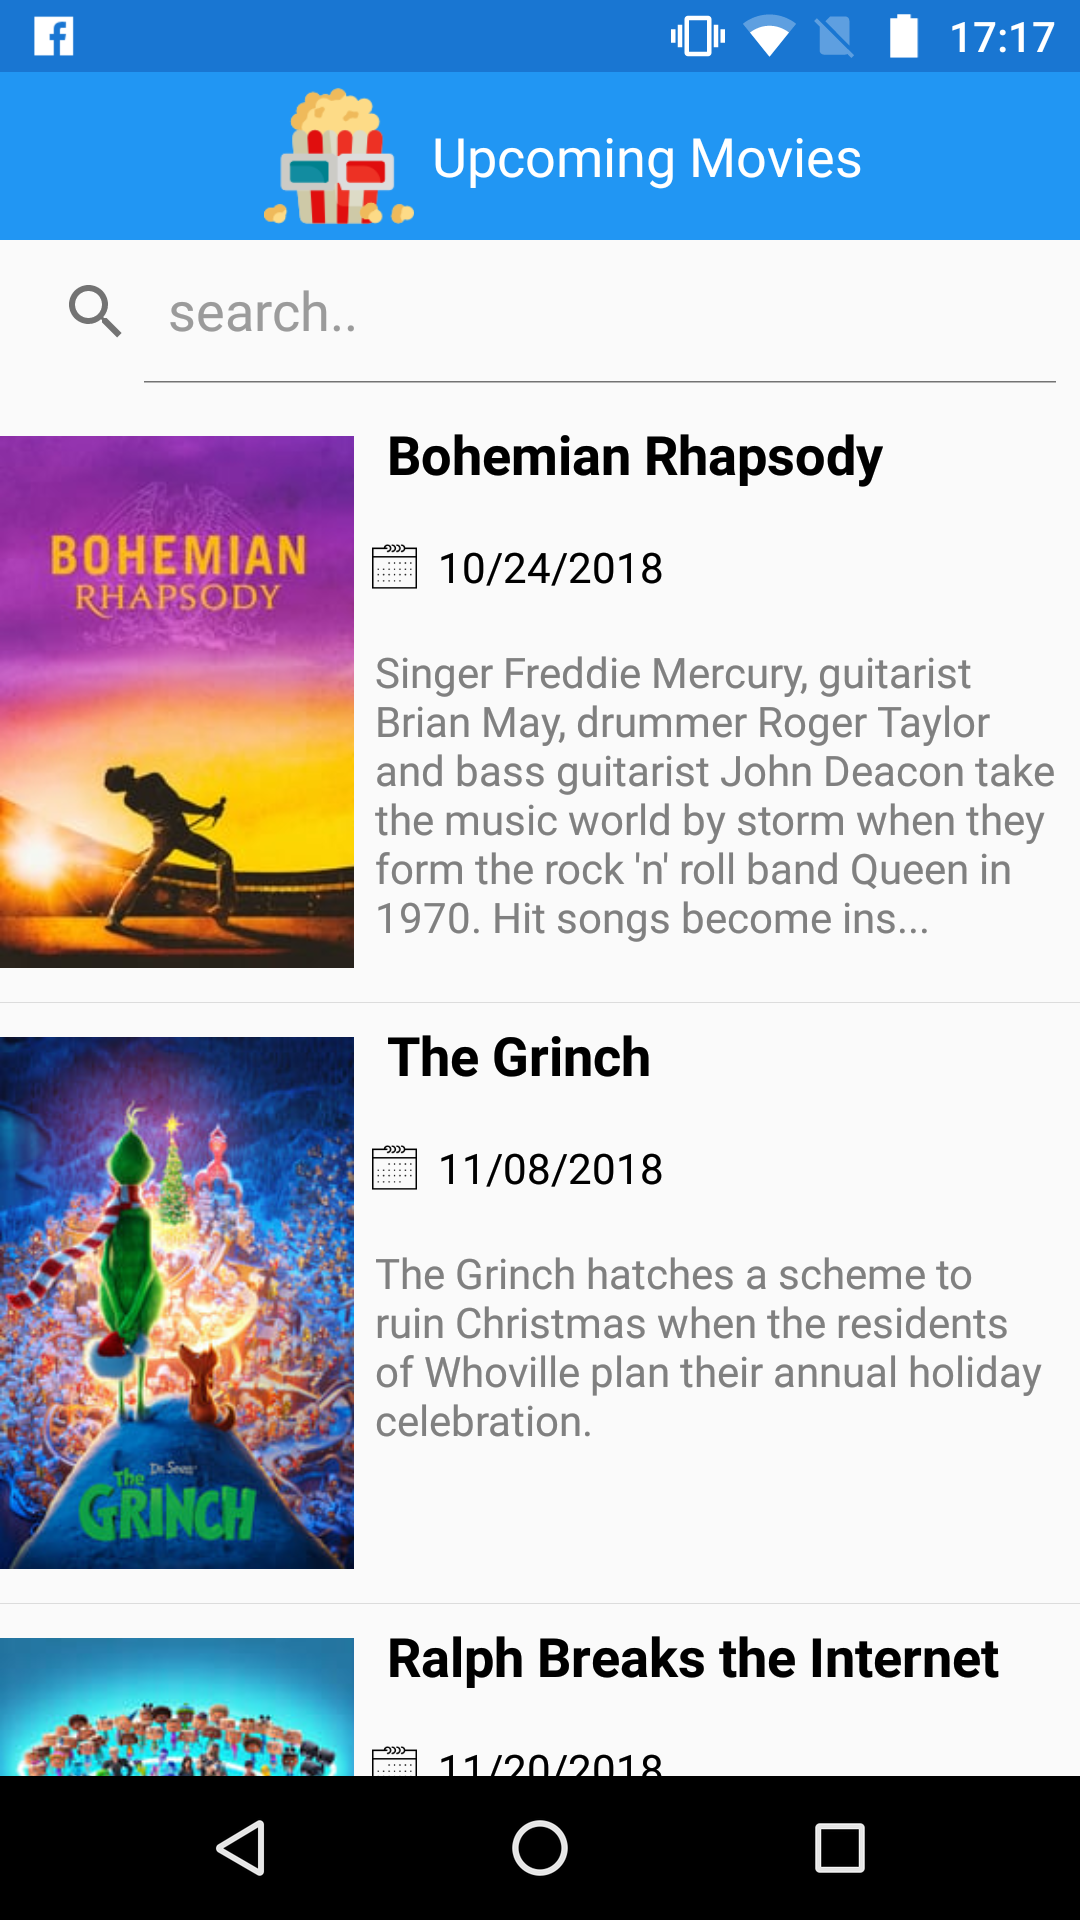 17:17
Upcoming Movies
search..
BOHEMIAN
RHAPSODY
Bohemian Rhapsody
10/24/2018
Singer Freddie Mercury, guitarist
Brian May, drummer Roger Taylor
and bass guitarist John Deacon take
the music world by storm when they
form the rock 'n' roll band Queen in
1970. Hit songs become ins...
The Grinch
11/08/2018
The Grinch hatches a scheme to
ruin Christmas when the residents
of Whoville plan their annual holiday
celebration.
Dr. Seuss'
The
GRINCH
Ralph Breaks the Internet
11/20/2018